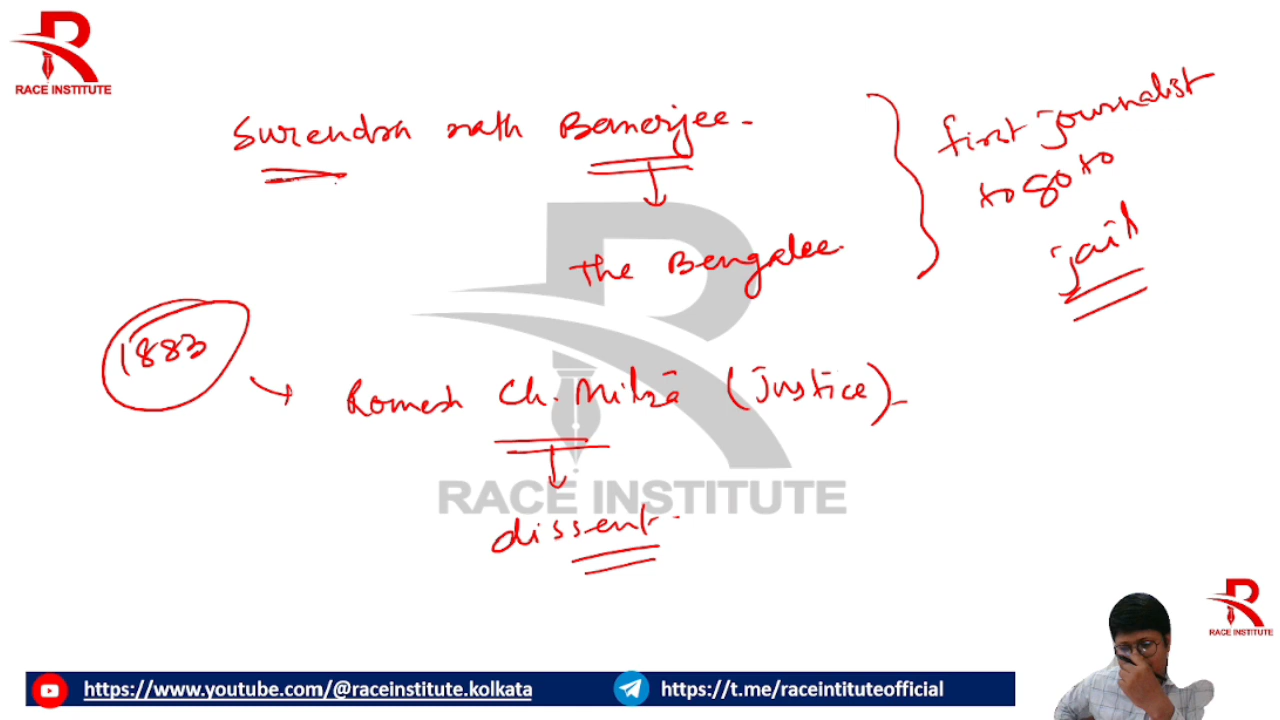 RACE INSTITUTE
Surendra nath Banerjee.
The Bengalee.
first journalist
to go to
jail
1883
Romesh Ch. Mitra (Justice)
dissent.
RACE INSTITUTE
RACE INSTITUTE
https://www.youtube.com/@raceinstitute.kolkata
https://t.me/raceintituteofficial